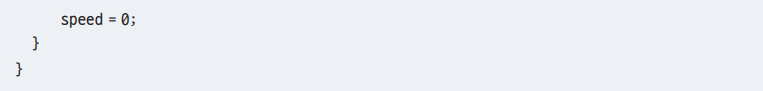 speed = 0;
}
}